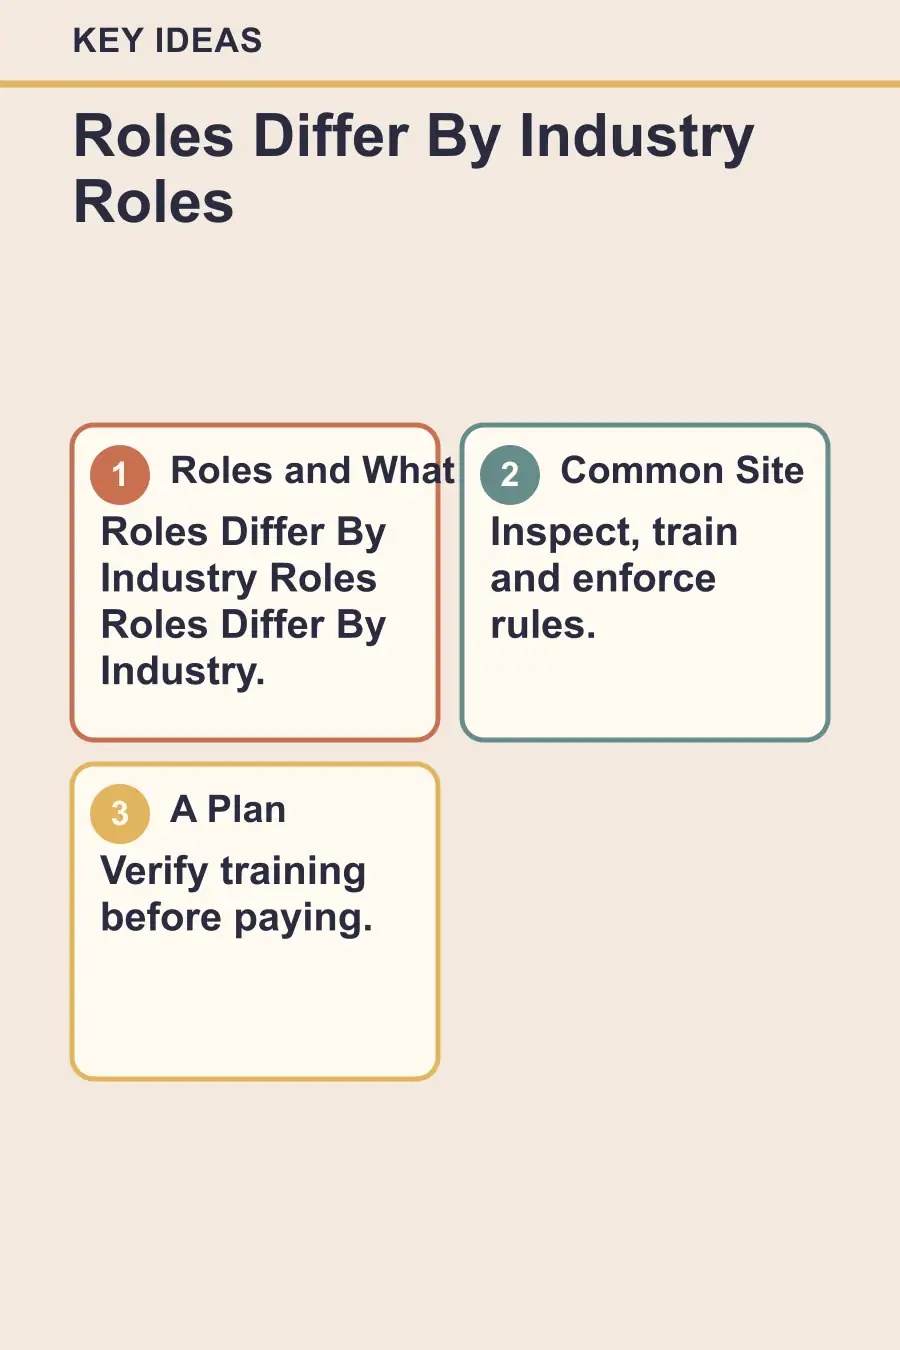 KEY IDEAS
Roles Differ By Industry
Roles
1
Roles and What
Roles Differ By
Industry Roles
Roles Differ By
Industry.
2
Common Site
Inspect, train
and enforce
rules.
3
A Plan
Verify training
before paying.